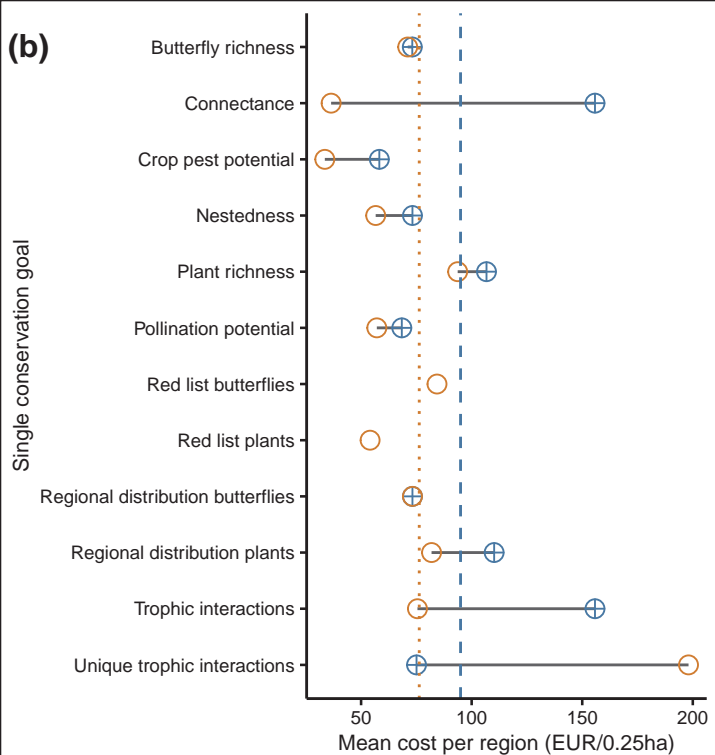 (b)
Single conservation goal
Butterfly richness
Connectance
Crop pest potential
Nestedness
Plant richness
Pollination potential
Red list butterflies
Red list plants
Regional distribution butterflies
Regional distribution plants
Trophic interactions
Unique trophic interactions
50 100 150 200
Mean cost per region (EUR/0.25ha)